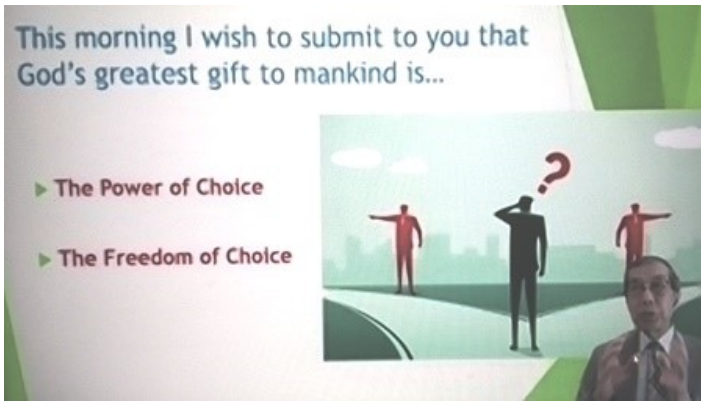 This morning I wish to submit to you that
God's greatest gift to mankind is...
The Power of Choice
The Freedom of Choice
?